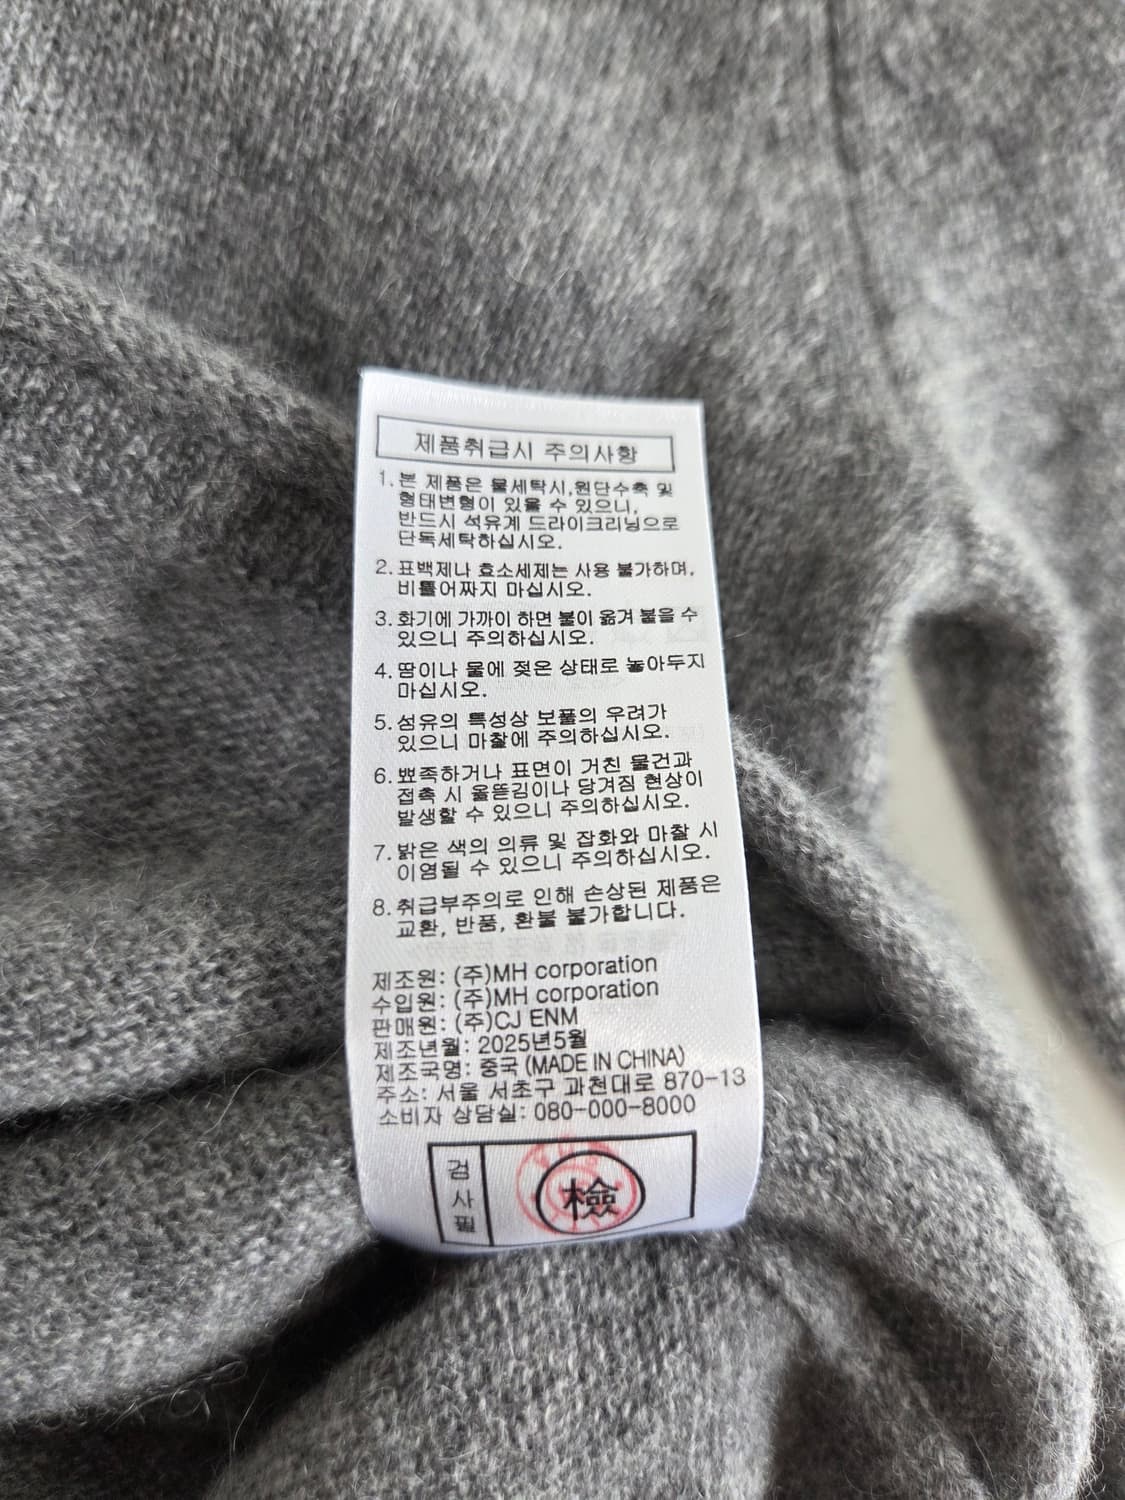 제품취급시 주의사항
1. 본 제품은 물세탁시,원단수축 및
형태변형이 있을 수 있으니,
반드시 석유계 드라이크리닝으로
단독세탁하십시오.
2. 표백제나 효소세제는 사용 불가하며,
비틀어짜지 마십시오.
3. 화기에 가까이 하면 불이 옮겨 붙을 수
있으니 주의하십시오.
4. 땀이나 물에 젖은 상태로 놓아두지
마십시오.
5. 섬유의 특성상 보풀의 우려가
있으니 마찰에 주의하십시오.
6. 뾰족하거나 표면이 거친 물건과
접촉 시 올뜯김이나 당겨짐 현상이
발생할 수 있으니 주의하십시오.
7. 밝은 색의 의류 및 잡화와 마찰 시
이염될 수 있으니 주의하십시오.
8. 취급부주의로 인해 손상된 제품은
교환, 반품, 환불 불가합니다.
제조원: (주)MH corporation
수입원: (주)MH corporation
판매원: (주)CJ ENM
제조년월: 2025년5월
제조국명: 중국 (MADE IN CHINA)
주소: 서울 서초구 과천대로 870-13
소비자 상담실: 080-000-8000
검사필
檢